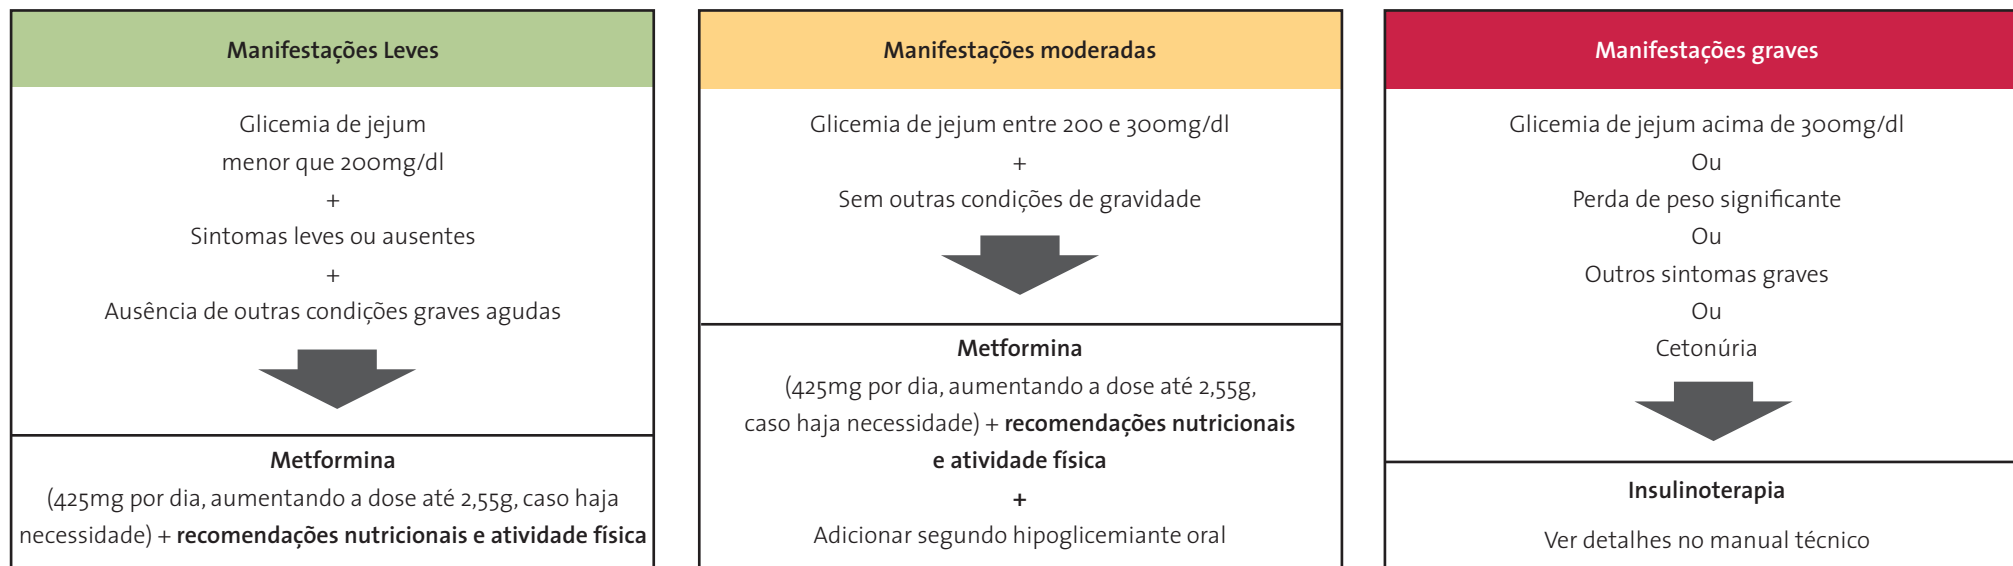 Manifestações Leves
Glicemia de jejum
menor que 200mg/dl
+
Sintomas leves ou ausentes
+
Ausência de outras condições graves agudas
Metformina
(425mg por dia, aumentando a dose até 2,55g, caso haja
necessidade) + recomendações nutricionais e atividade física
Manifestações moderadas
Glicemia de jejum entre 200 e 300mg/dl
+
Sem outras condições de gravidade
Metformina
(425mg por dia, aumentando a dose até 2,55g,
caso haja necessidade) + recomendações nutricionais
e atividade física
+
Adicionar segundo hipoglicemiante oral
Manifestações graves
Glicemia de jejum acima de 300mg/dl
Ou
Perda de peso significante
Ou
Outros sintomas graves
Ou
Cetonúria
Insulinoterapia
Ver detalhes no manual técnico